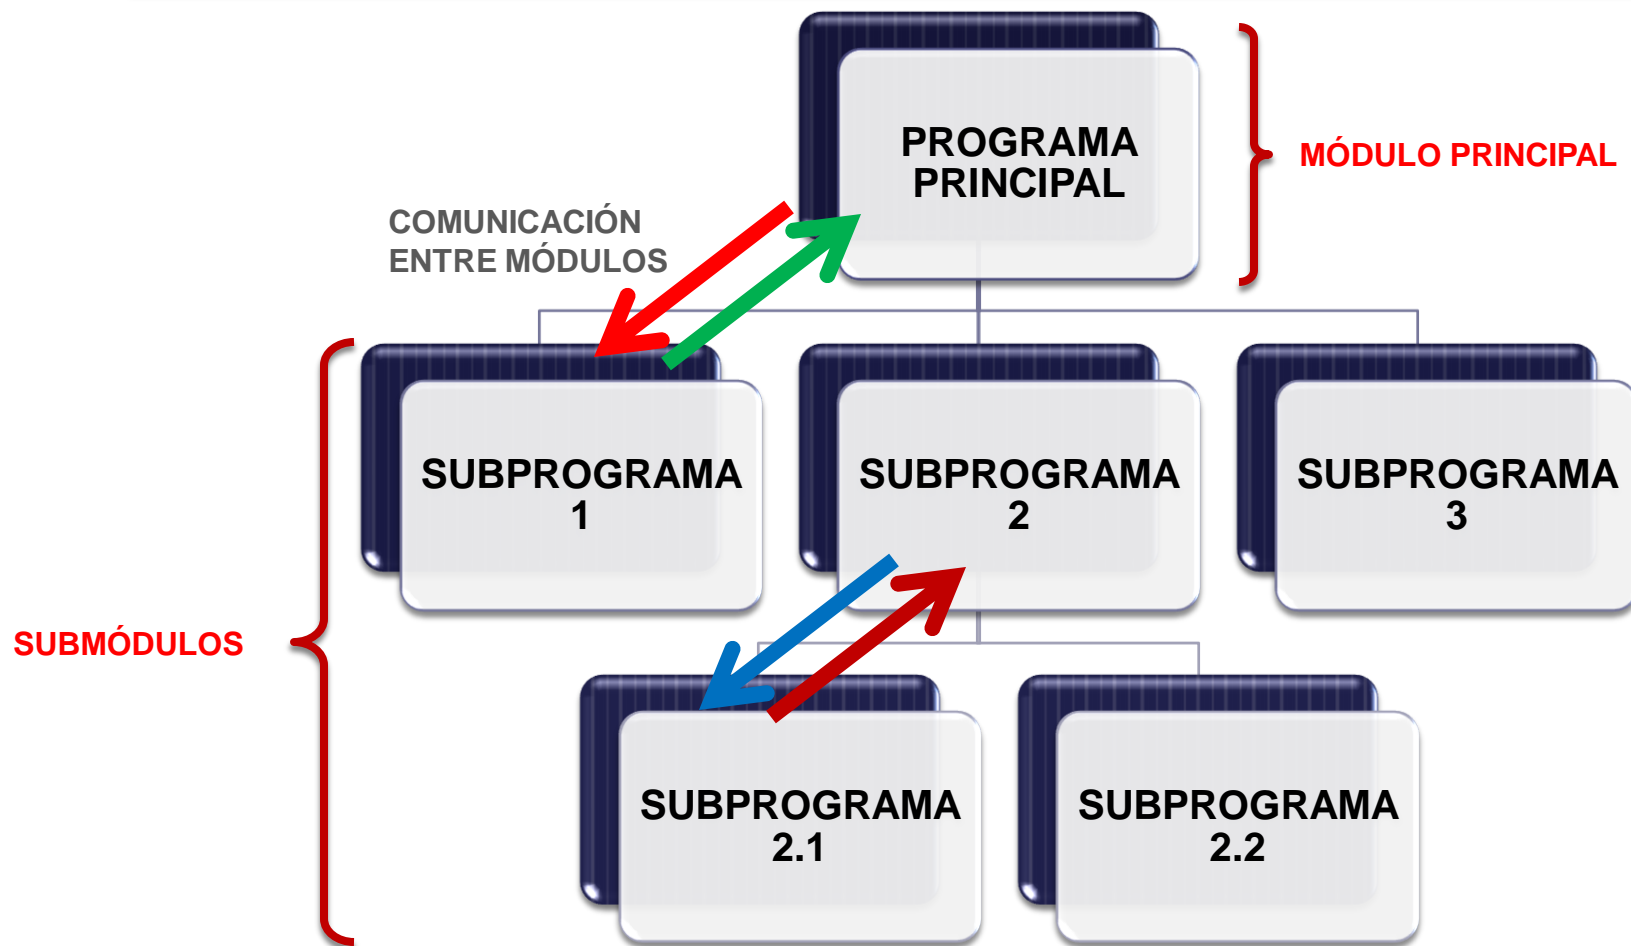 PROGRAMA
PRINCIPAL
MÓDULO PRINCIPAL
COMUNICACIÓN
ENTRE MÓDULOS
SUBPROGRAMA
1
SUBPROGRAMA
2
SUBPROGRAMA
3
SUBMÓDULOS
SUBPROGRAMA
2.1
SUBPROGRAMA
2.2